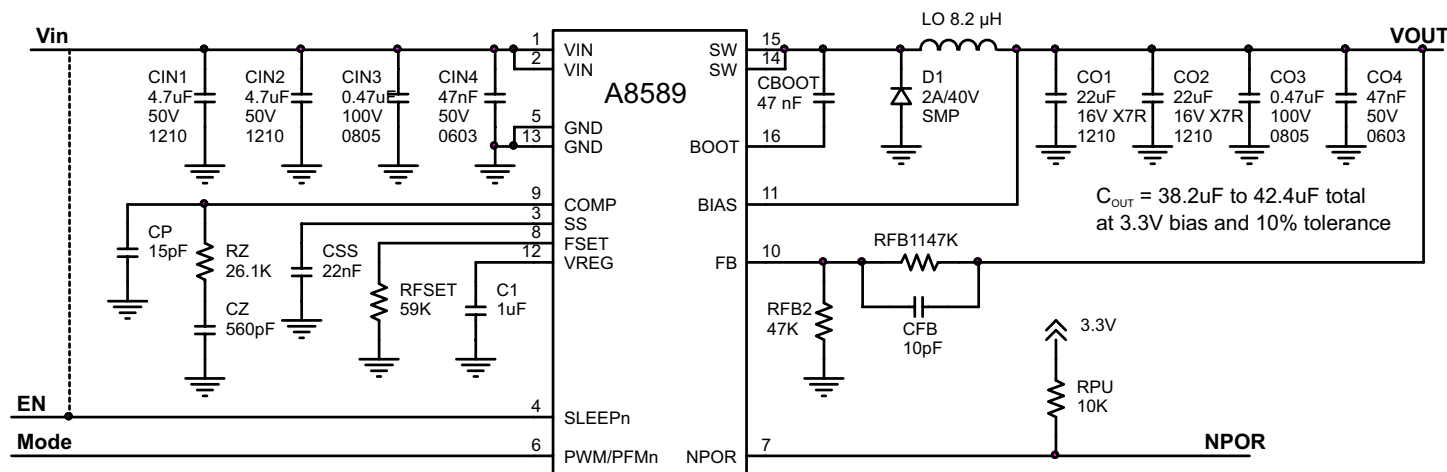 LO 8.2 µH
Vin
VOUT
1
VIN
2
VIN
A8589
5
GND
13
GND
9
COMP
3
SS
8
FSET
12
VREG
4
SLEEPn
6
PWM/PFMn
15
SW
14
SW
16
BOOT
11
BIAS
10
FB
7
NPOR
CIN1
4.7uF
50V
1210
CIN2
4.7uF
50V
1210
CIN3
0.47uF
100V
0805
CIN4
47nF
50V
0603
CBOOT
47 nF
D1
2A/40V
SMP
CO1
22uF
16V X7R
1210
CO2
22uF
16V X7R
1210
CO3
0.47uF
100V
0805
CO4
47nF
50V
0603
COUT = 38.2uF to 42.4uF total
at 3.3V bias and 10% tolerance
CP
15pF
RZ
26.1K
CZ
560pF
CSS
22nF
RFSET
59K
C1
1uF
RFB1147K
RFB2
47K
CFB
10pF
3.3V
RPU
10K
EN
Mode
NPOR